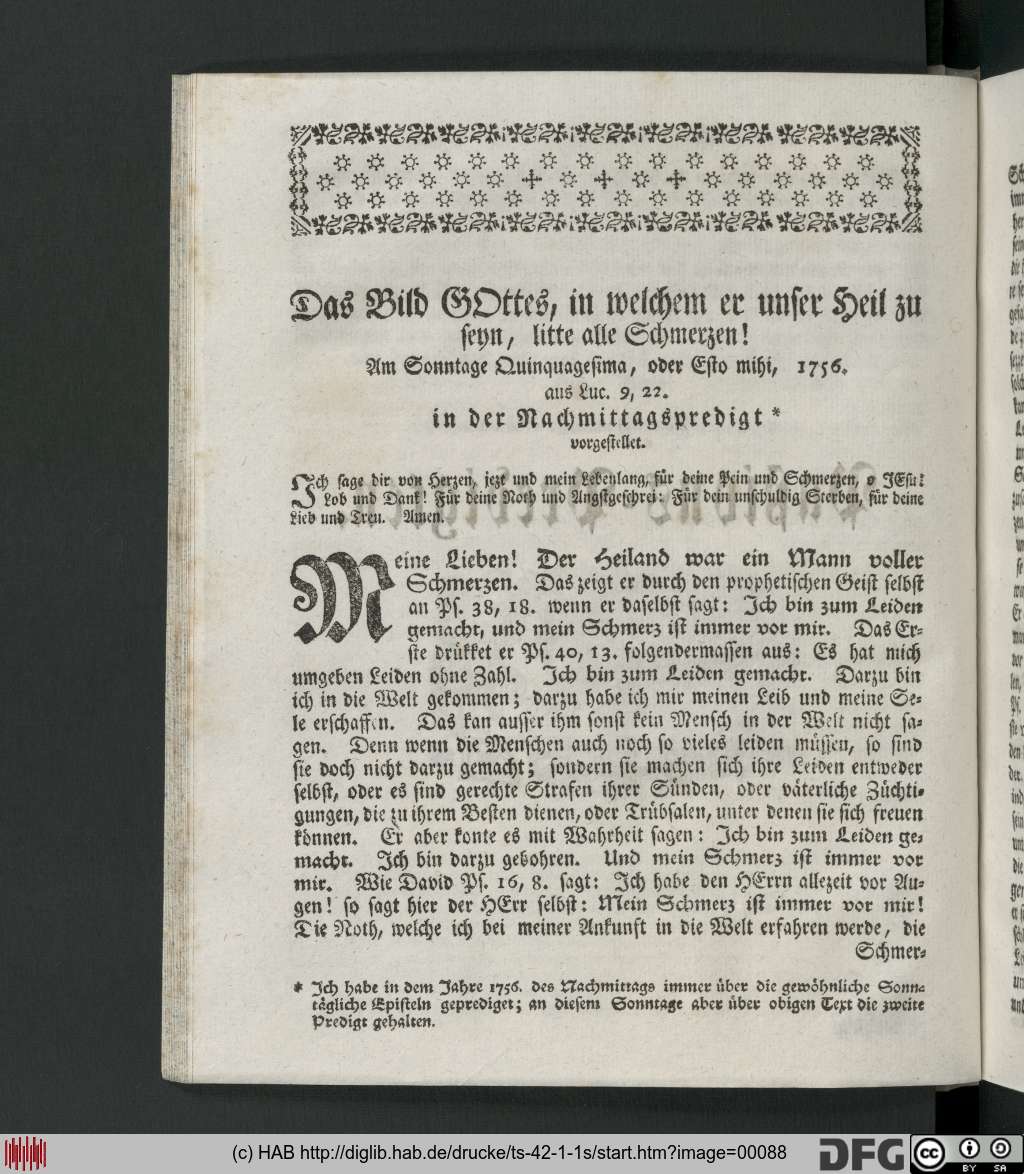 Das Bild GOttes, in welchem er unser Heil zu
seyn, litte alle Schmerzen!
Am Sonntage Quinquagesima, oder Esto mihi, 1756.
aus Luc. 9, 22.
in der Nachmittagspredigt *
vorgestellet.
Ich sage dir von Herzen, jezt und mein Lebenlang, für deine Pein und Schmerzen, o JEsu!
Lob und Dank! Für deine Noth und Angstgeschrei: Für dein unschuldig Sterben, für deine
Lieb und Treu. Amen.
Meine Lieben! Der Heiland war ein Mann voller
Schmerzen. Das zeigt er durch den prophetischen Geist selbst
an Ps. 38, 18. wenn er daselbst sagt: Ich bin zum Leiden
gemacht, und mein Schmerz ist immer vor mir. Das Er-
ste drükket er Ps. 40, 13. folgendermassen aus: Es hat mich
umgeben Leiden ohne Zahl. Ich bin zum Leiden gemacht. Darzu bin
ich in die Welt gekommen; darzu habe ich mir meinen Leib und meine See-
le erschaffen. Das kan ausser ihm sonst kein Mensch in der Welt nicht sa-
gen. Denn wenn die Menschen auch noch so vieles leiden müssen, so sind
sie doch nicht darzu gemacht; sondern sie machen sich ihre Leiden entweder
selbst, oder es sind gerechte Strafen ihrer Sünden, oder väterliche Züchti-
gungen, die zu ihrem Besten dienen, oder Trübsalen, unter denen sie sich freuen
können. Er aber konte es mit Wahrheit sagen: Ich bin zum Leiden ge-
macht. Ich bin darzu gebohren. Und mein Schmerz ist immer vor
mir. Wie David Ps. 16, 8. sagt: Ich habe den HErrn allezeit vor Au-
gen! so sagt hier der HErr selbst: Mein Schmerz ist immer vor mir!
Die Noth, welche ich bei meiner Ankunft in die Welt erfahren werde, die
Schmer-
* Ich habe in dem Jahre 1756. des Nachmittags immer über die gewöhnliche Sonn-
tägliche Episteln geprediget; an diesem Sonntage aber über obigen Text die zweite
Predigt gehalten.
(c) HAB http://diglib.hab.de/drucke/ts-42-1-1s/start.htm?image=00088
DFG
cc BY SA